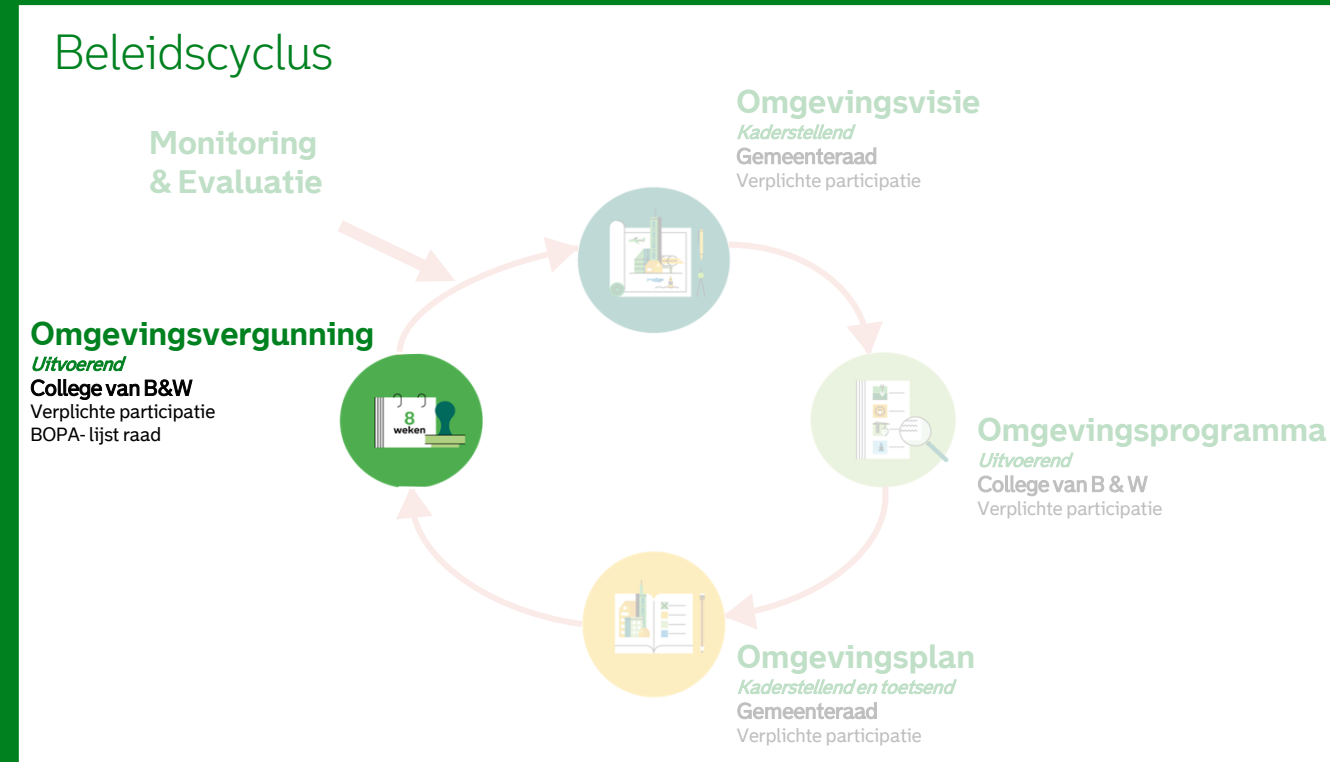 Beleidscyclus
Monitoring
& Evaluatie
Omgevingsvisie
Kaderstellend
Gemeenteraad
Verplichte participatie
Omgevingsvergunning
Uitvoerend
College van B&W
Verplichte participatie
BOPA- lijst raad
8
weken
Omgevingsprogramma
Uitvoerend
College van B & W
Verplichte participatie
Omgevingsplan
Kaderstellend en toetsend
Gemeenteraad
Verplichte participatie